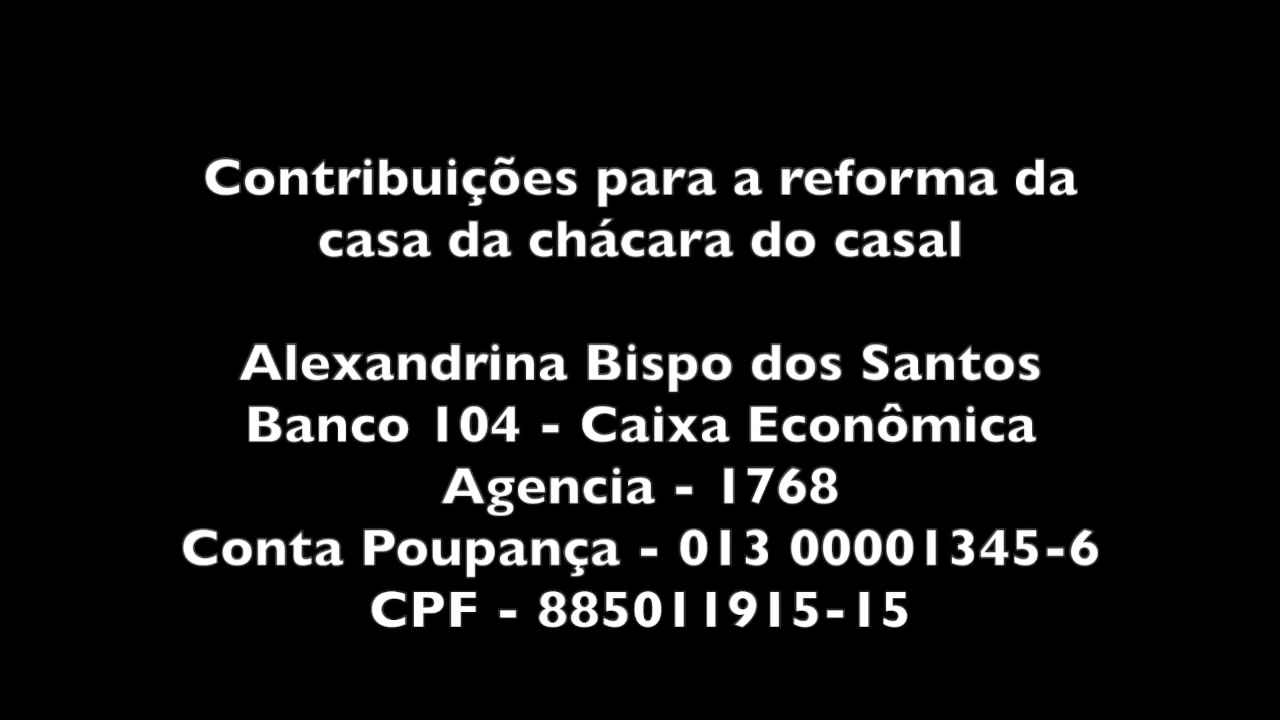 Contribuições para a reforma da
casa da chácara do casal
Alexandrina Bispo dos Santos
Banco 104 - Caixa Econômica
Agencia - 1768
Conta Poupança - 013 00001345-6
CPF - 885011915-15